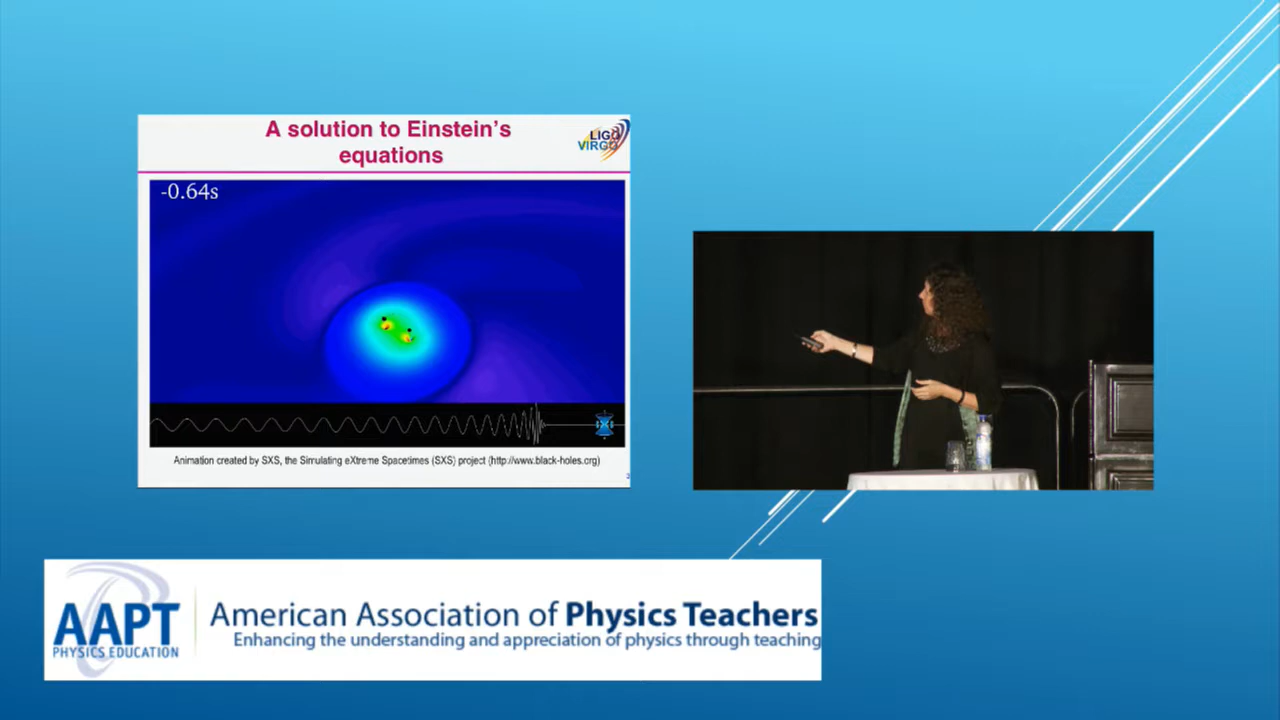 A solution to Einstein's
equations
LIGO
VIRGO
-0.64s
Animation created by SXS, the Simulating eXtreme Spacetimes (SXS) project (http://www.black-holes.org)
AAPT
PHYSICS EDUCATION
American Association of Physics Teachers
Enhancing the understanding and appreciation of physics through teaching